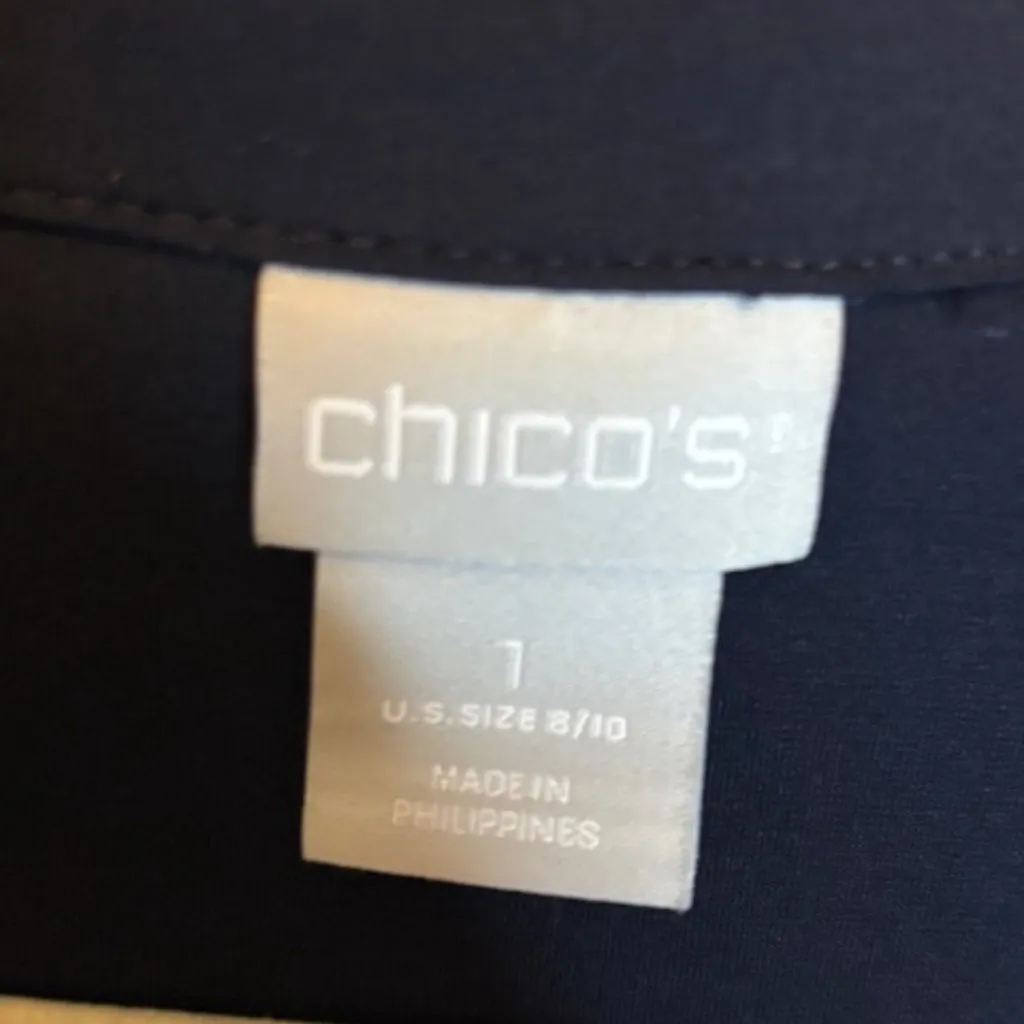 chico's
1
U.S. SIZE 8/10
MADE IN
PHILIPPINES